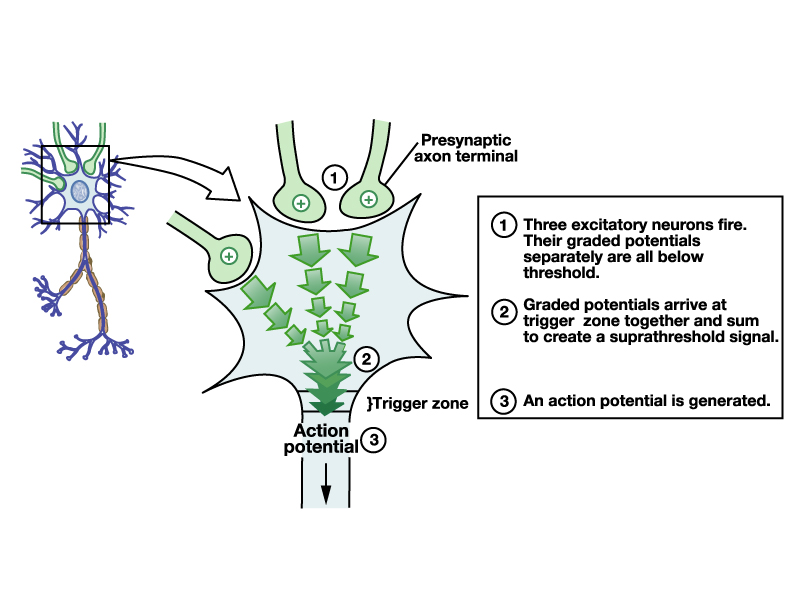 Presynaptic
axon terminal
1
+
+
+
2
}Trigger zone
Action
potential
3
1 Three excitatory neurons fire.
Their graded potentials
separately are all below
threshold.
2 Graded potentials arrive at
trigger zone together and sum
to create a suprathreshold signal.
3 An action potential is generated.